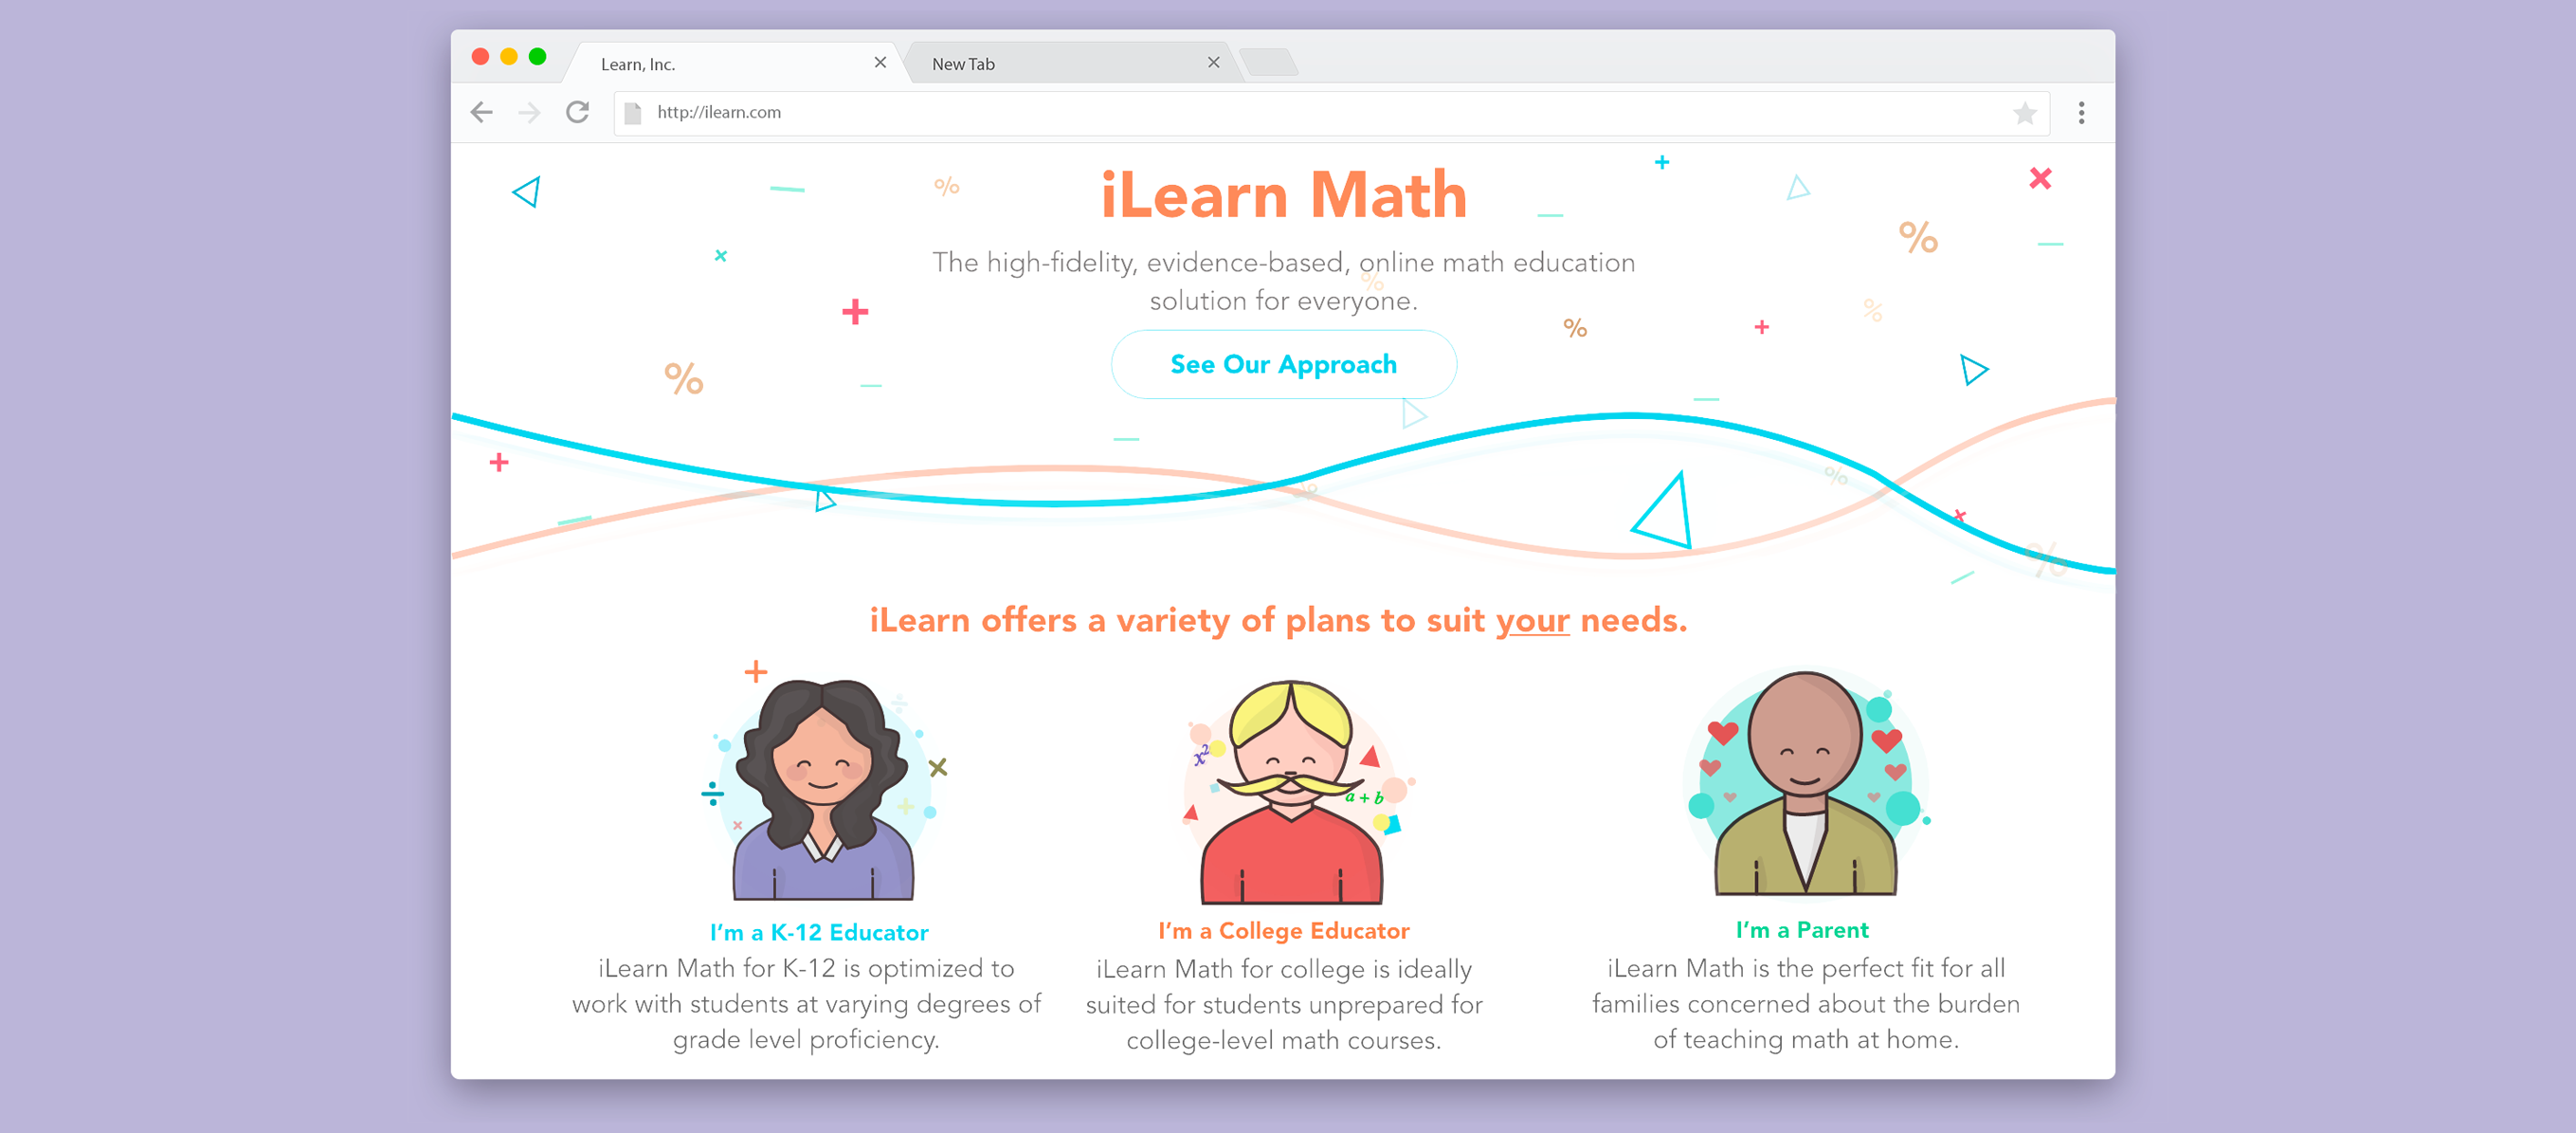 Learn, Inc.
New Tab
http://ilearn.com
iLearn Math
The high-fidelity, evidence-based, online math education
solution for everyone.
See Our Approach
iLearn offers a variety of plans to suit your needs.
x²
a + b
I’m a K-12 Educator
iLearn Math for K-12 is optimized to
work with students at varying degrees of
grade level proficiency.
I’m a College Educator
iLearn Math for college is ideally
suited for students unprepared for
college-level math courses.
I’m a Parent
iLearn Math is the perfect fit for all
families concerned about the burden
of teaching math at home.